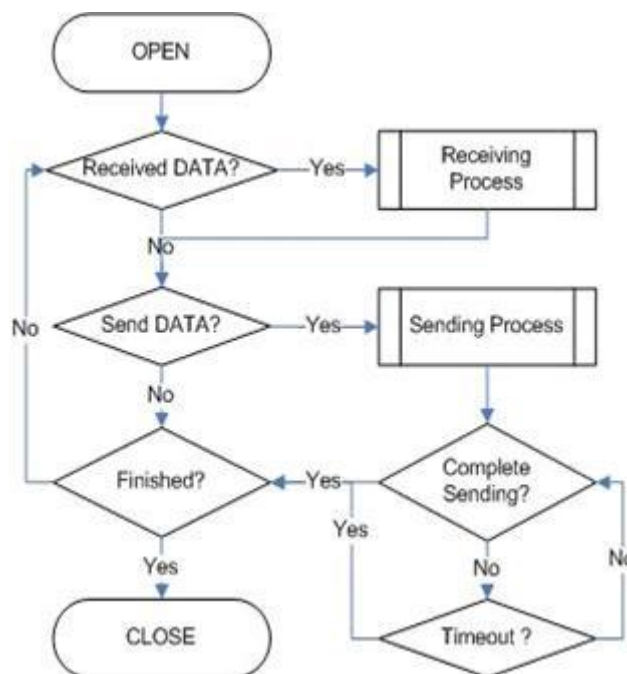 OPEN
Received DATA?
Yes
Receiving
Process
No
Send DATA?
Yes
Sending Process
No
No
Finished?
Yes
Complete
Sending?
Yes
No
No
Yes
CLOSE
Timeout ?